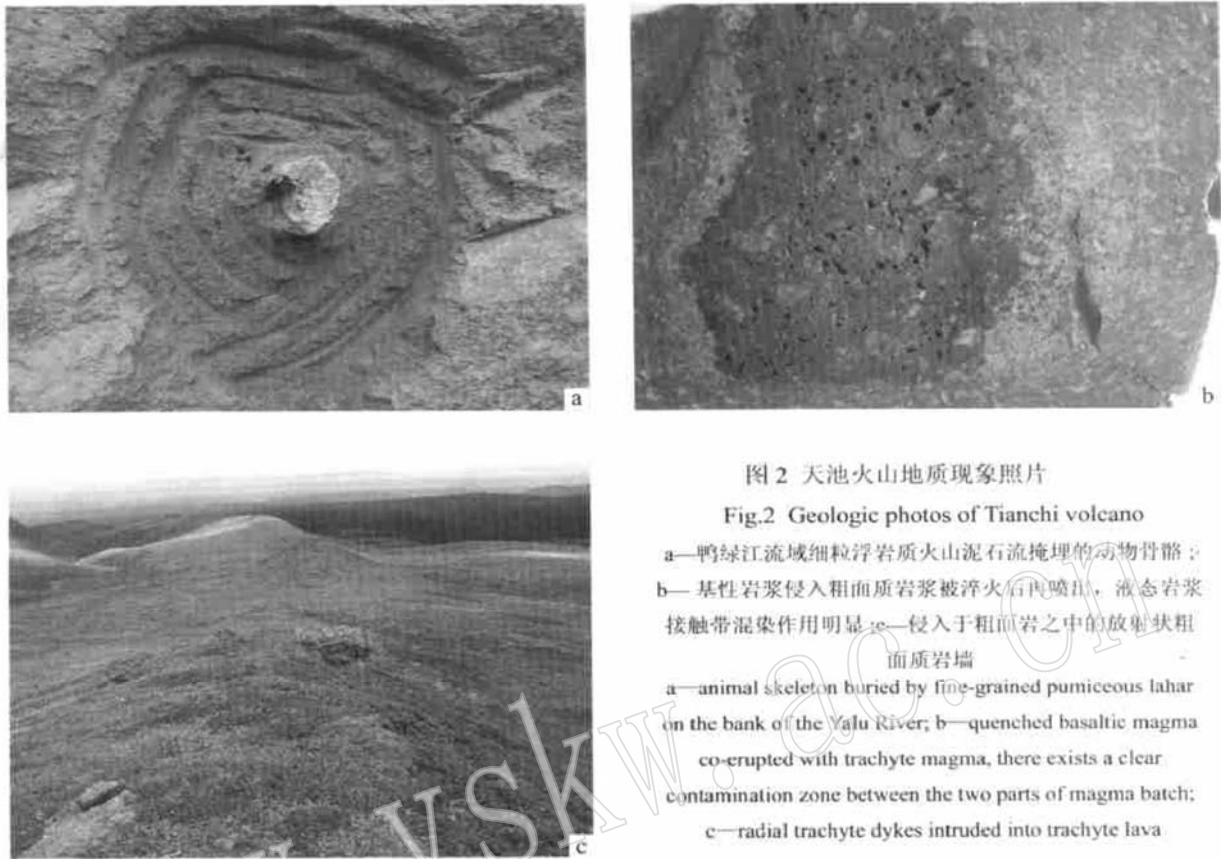 a
b
c
图 2 天池火山地质现象照片
Fig.2 Geologic photos of Tianchi volcano
a—鸭绿江流域细粒浮岩质火山泥石流掩埋的动物骨骼；
b— 基性岩浆侵入粗面质岩浆被淬火后再喷出，液态岩浆
接触带混染作用明显；c—侵入于粗面岩之中的放射状粗
面质岩墙
a—animal skeleton buried by fine-grained pumiceous lahar
on the bank of the Yalu River; b—quenched basaltic magma
co-erupted with trachyte magma, there exists a clear
contamination zone between the two parts of magma batch;
c—radial trachyte dykes intruded into trachyte lava
vskw.ac.cn